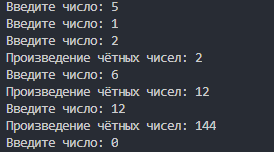 Введите число: 5
Введите число: 1
Введите число: 2
Произведение чётных чисел: 2
Введите число: 6
Произведение чётных чисел: 12
Введите число: 12
Произведение чётных чисел: 144
Введите число: 0